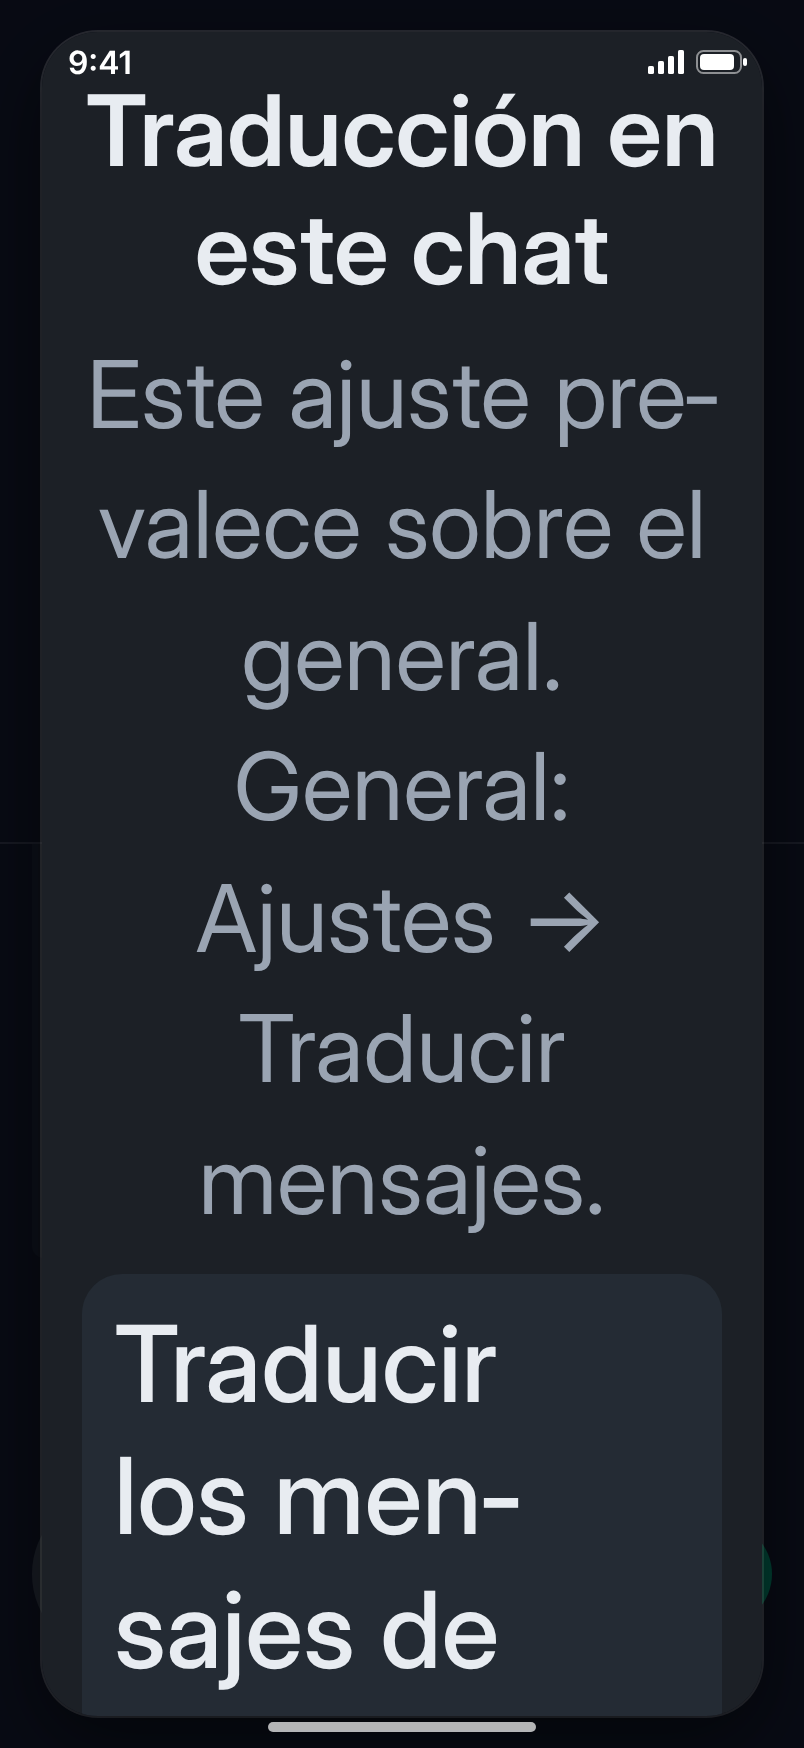 9:41
Traducción en
este chat
Este ajuste pre-
valece sobre el
general.
General:
Ajustes →
Traducir
mensajes.
Traducir
los men-
sajes de